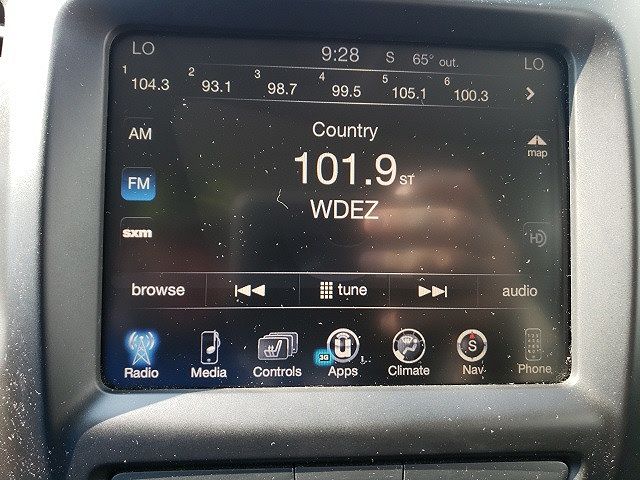 LO 9:28 S 65° out. LO
1 104.3 2 93.1 3 98.7 4 99.5 5 105.1 6 100.3
AM Country map
FM 101.9 ST
sxm WDEZ HD
browse tune audio
3G U S
Radio Media Controls Apps Climate Nav Phone